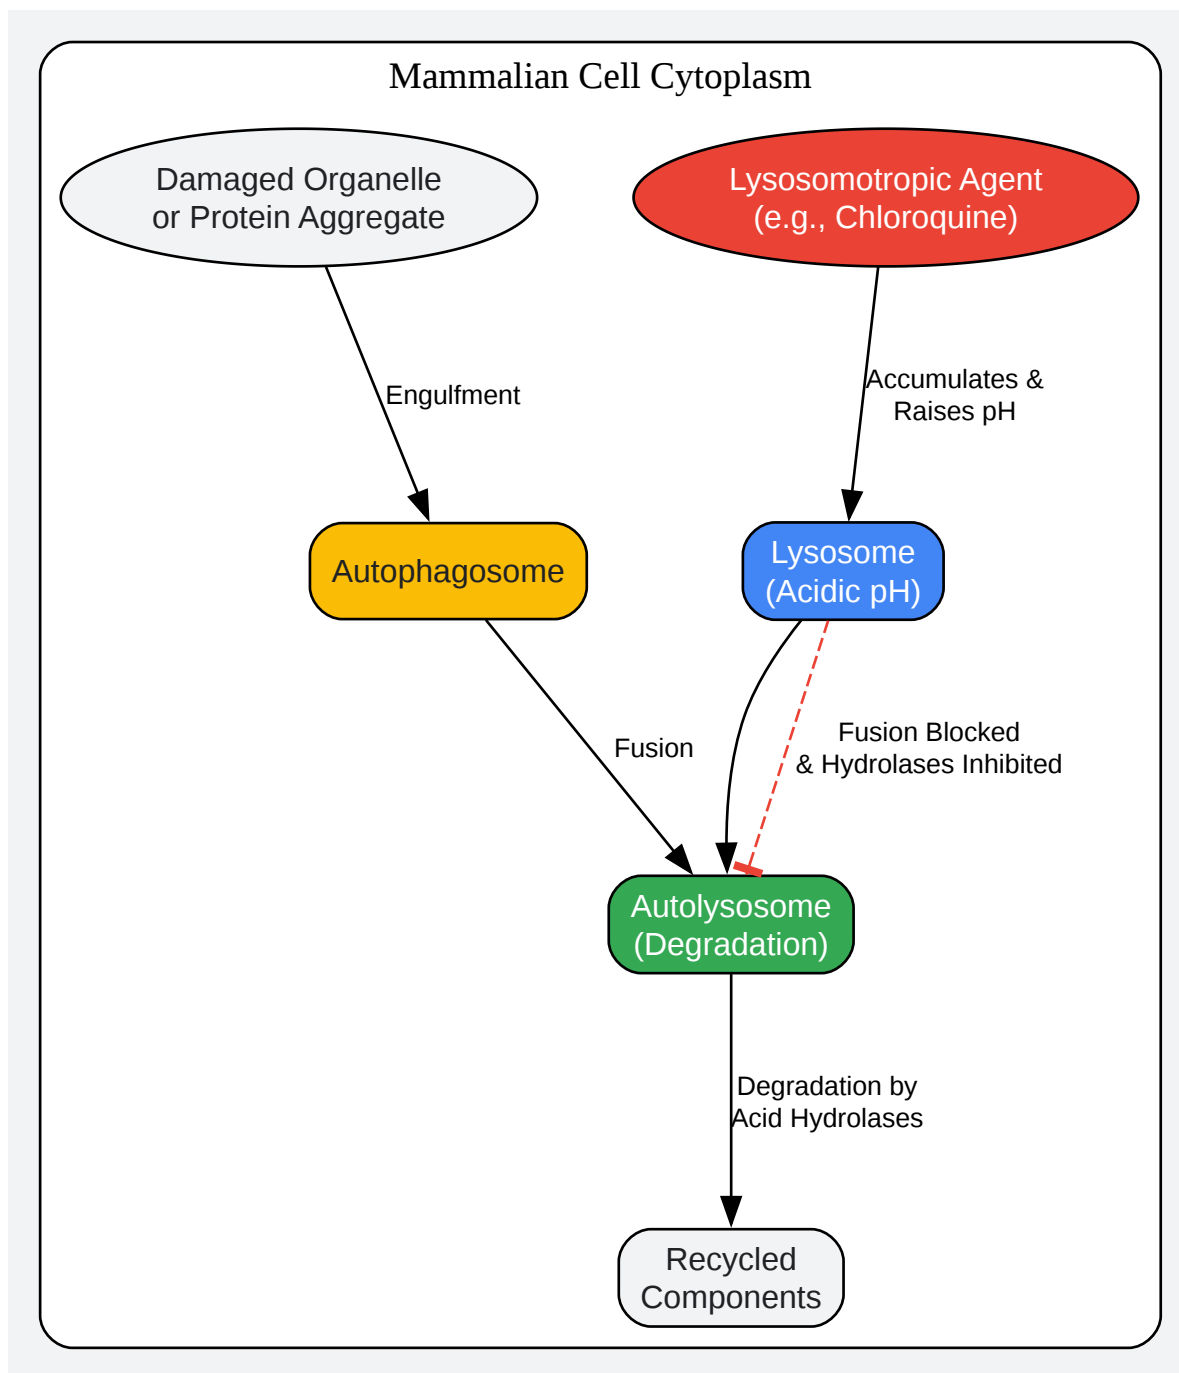 Mammalian Cell Cytoplasm
Damaged Organelle
or Protein Aggregate
Lysosomotropic Agent
(e.g., Chloroquine)
Engulfment
Accumulates &
Raises pH
Autophagosome
Lysosome
(Acidic pH)
Fusion
Fusion Blocked
& Hydrolases Inhibited
Autolysosome
(Degradation)
Degradation by
Acid Hydrolases
Recycled
Components